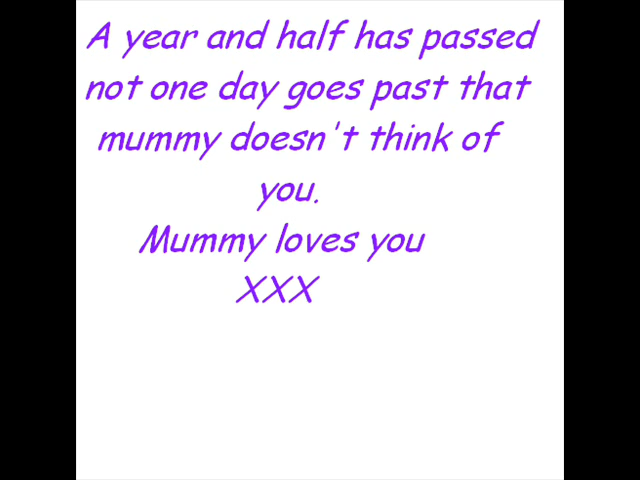 A year and half has passed
not one day goes past that
mummy doesn't think of
you.
Mummy loves you
XXX